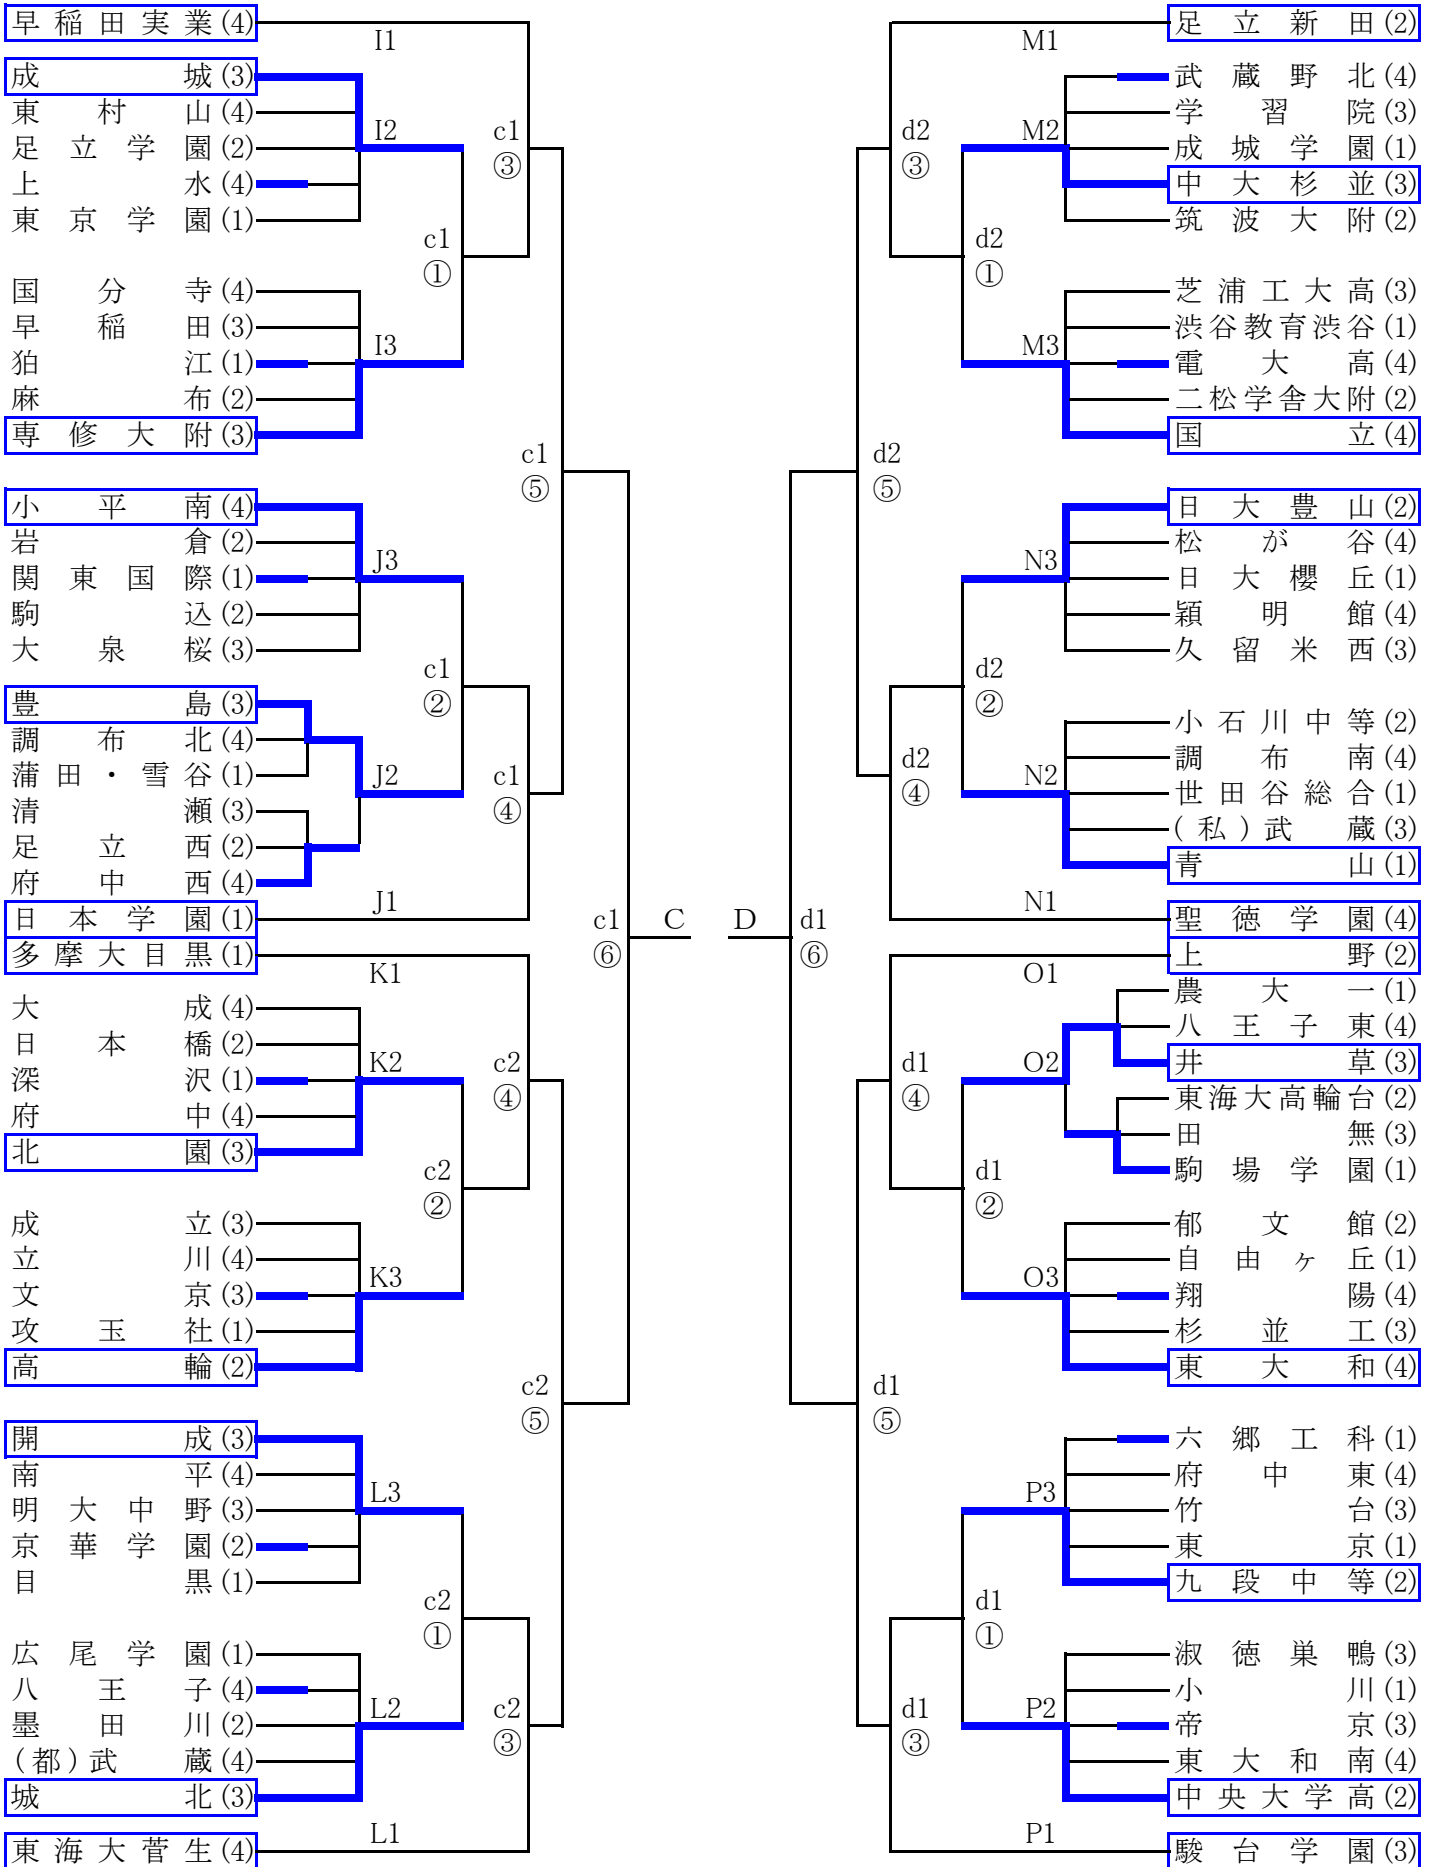 早稲田実業(4)
I1
成城(3)
東村山(4)
I2
足立学園(2)
上水(4)
東京学園(1)
c1
③
c1
①
国分寺(4)
早稲田(3)
I3
狛江(1)
麻布(2)
専修大附(3)
c1
⑤
小平南(4)
岩倉(2)
J3
関東国際(1)
駒込(2)
大泉桜(3)
c1
②
豊島(3)
調布北(4)
蒲田・雪谷(1)
J2
清瀬(3)
足立西(2)
府中西(4)
c1
④
J1
日本学園(1)
多摩大目黒(1)
K1
c1
⑥
C
大成(4)
日本橋(2)
K2
深沢(1)
府中(4)
北園(3)
c2
④
c2
②
成立(3)
立川(4)
K3
文京(3)
攻玉社(1)
高輪(2)
c2
⑤
開成(3)
南平(4)
L3
明大中野(3)
京華学園(2)
目黒(1)
c2
①
広尾学園(1)
八王子(4)
L2
墨田川(2)
(都)武蔵(4)
城北(3)
c2
③
L1
東海大菅生(4)
足立新田(2)
M1
武蔵野北(4)
学習院(3)
M2
成城学園(1)
中大杉並(3)
筑波大附(2)
d2
③
d2
①
芝浦工大高(3)
渋谷教育渋谷(1)
M3
電大高(4)
二松学舎大附(2)
国立(4)
d2
⑤
日大豊山(2)
松が谷(4)
N3
日大櫻丘(1)
穎明館(4)
久留米西(3)
d2
②
小石川中等(2)
調布南(4)
N2
世田谷総合(1)
(私)武蔵(3)
青山(1)
d2
④
N1
聖徳学園(4)
上野(2)
O1
D
d1
⑥
農大一(1)
八王子東(4)
O2
井草(3)
東海大高輪台(2)
田無(3)
駒場学園(1)
d1
④
d1
②
郁文館(2)
自由ヶ丘(1)
O3
翔陽(4)
杉並工(3)
東大和(4)
d1
⑤
六郷工科(1)
府中東(4)
P3
竹台(3)
東京(1)
九段中等(2)
d1
①
淑徳巣鴨(3)
小川(1)
P2
帝京(3)
東大和南(4)
中央大学高(2)
d1
③
P1
駿台学園(3)